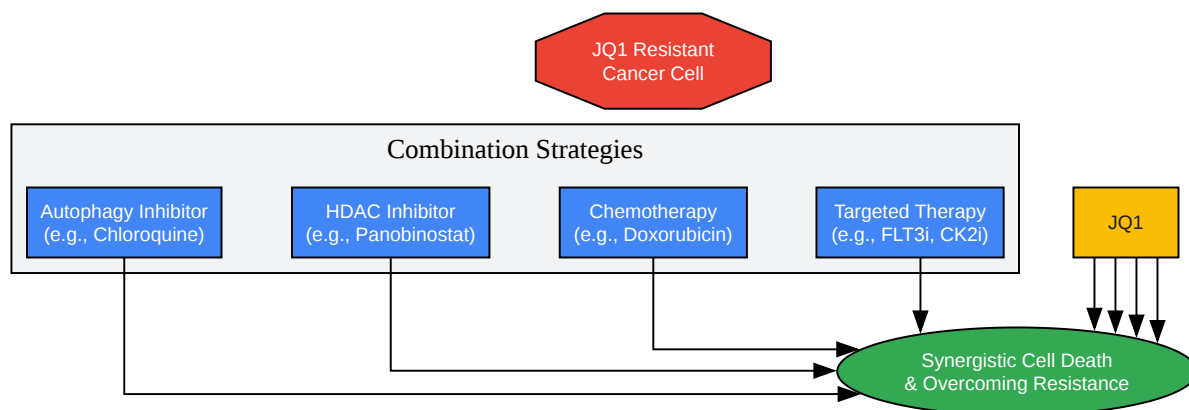 JQ1 Resistant
Cancer Cell
Combination Strategies
Autophagy Inhibitor
(e.g., Chloroquine)
HDAC Inhibitor
(e.g., Panobinostat)
Chemotherapy
(e.g., Doxorubicin)
Targeted Therapy
(e.g., FLT3i, CK2i)
JQ1
Synergistic Cell Death
& Overcoming Resistance